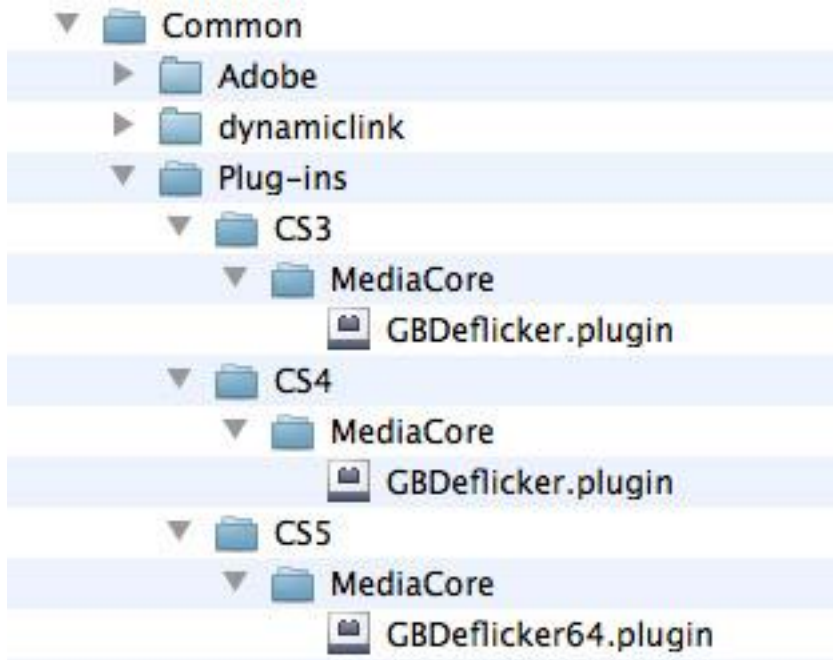 Common
Adobe
dynamiclink
Plug-ins
CS3
MediaCore
GBDeflicker.plugin
CS4
MediaCore
GBDeflicker.plugin
CS5
MediaCore
GBDeflicker64.plugin